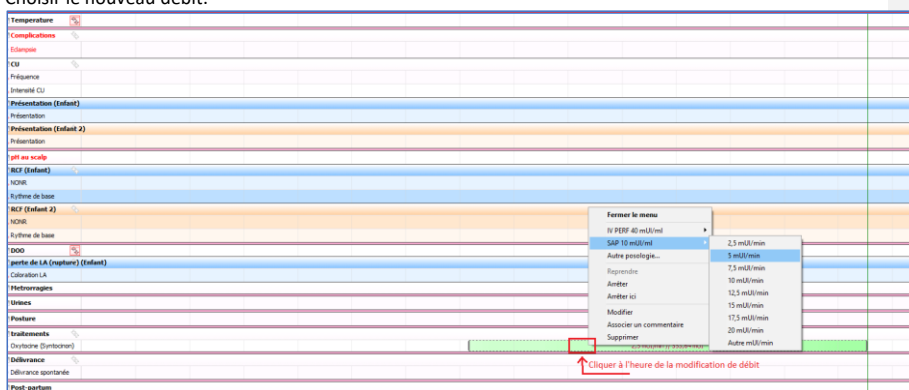 Choisir le nouveau débit.
Temperature
Complications
Eclampsie
CU
Fréquence
Intensité CU
Présentation (Enfant)
Présentation
Présentation (Enfant 2)
Présentation
pH au scalp
RCF (Enfant)
NONR
Rythme de base
RCF (Enfant 2)
NONR
Rythme de base
DOO
perte de LA (rupture) (Enfant)
Coloration LA
Metrorragies
Urines
Posture
traitements
Oxytocine (Syntocinon)
Délivrance
Délivrance spontanée
Post-partum
Fermer le menu
IV PERF 40 mUI/ml
SAP 10 mUI/ml
Autre posologie...
Reprendre
Arrêter
Arrêter ici
Modifier
Associer un commentaire
Supprimer
2,5 mUI/min
5 mUI/min
7,5 mUI/min
10 mUI/min
12,5 mUI/min
15 mUI/min
17,5 mUI/min
20 mUI/min
Autre mUI/min
Cliquer à l'heure de la modification de débit